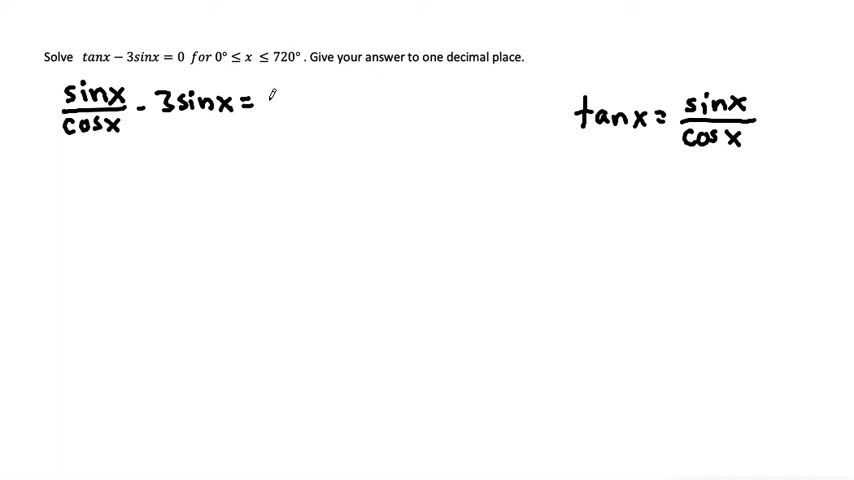 Solve tanx − 3sinx = 0 for 0° ≤ x ≤ 720° . Give your answer to one decimal place.
sinx/cosx - 3sinx =
tanx = sinx/cosx